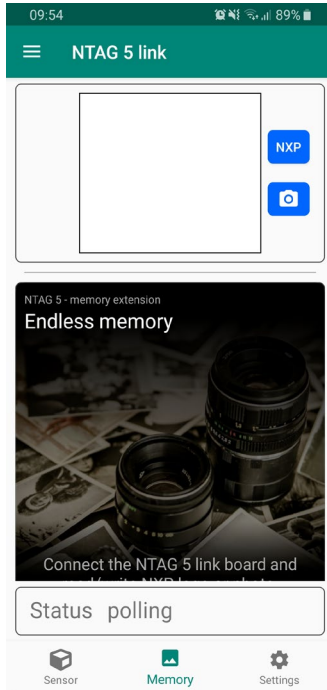 09:54 89%
NTAG 5 link
NXP
NTAG 5 - memory extension
Endless memory
Connect the NTAG 5 link board and
Status polling
Sensor Memory Settings